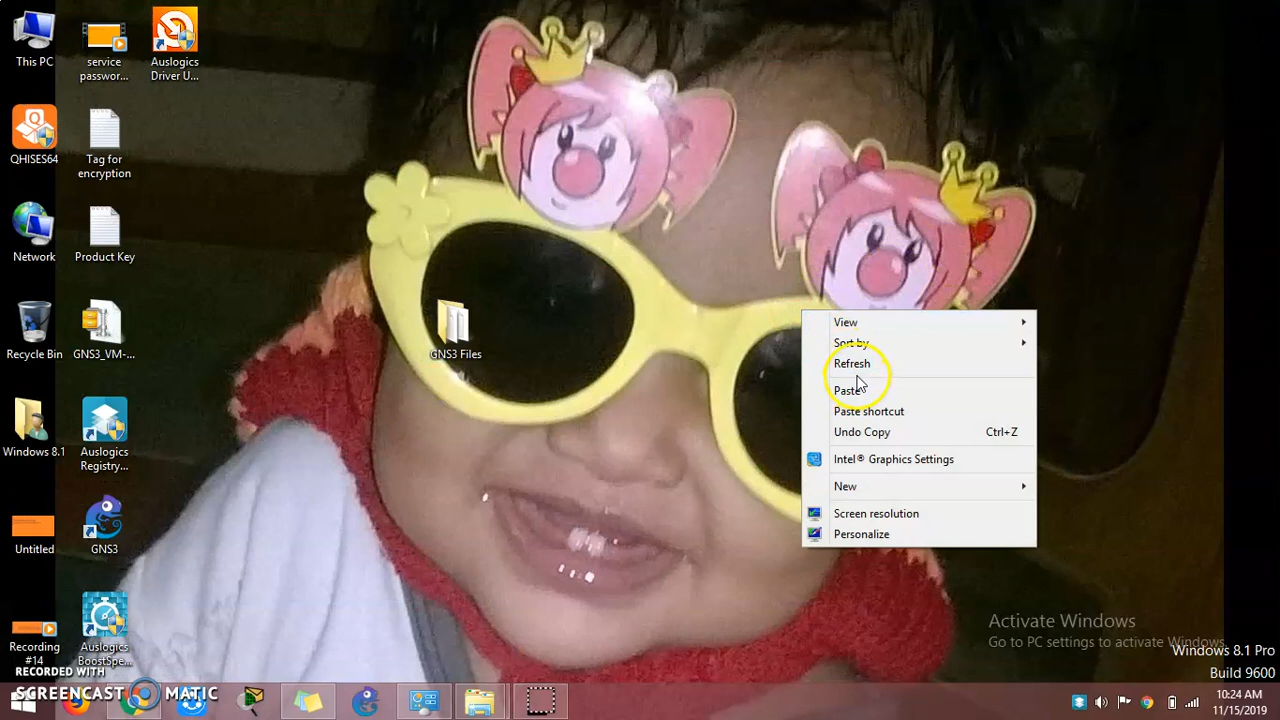 This PC
service
passwor...
Auslogics
Driver U...
QHISES64
Tag for
encryption
Network
Product Key
Recycle Bin
GNS3_VM-...
GNS3 Files
Windows 8.1
Auslogics
Registry...
Untitled
GNS3
Recording
#14
Auslogics
BoostSpe...
View
Sort by
Refresh
Paste
Paste shortcut
Undo Copy Ctrl+Z
Intel® Graphics Settings
New
Screen resolution
Personalize
Activate Windows
Go to PC settings to activate Windows.
Windows 8.1 Pro
Build 9600
RECORDED WITH
SCREENCAST MATIC
10:24 AM
11/15/2019